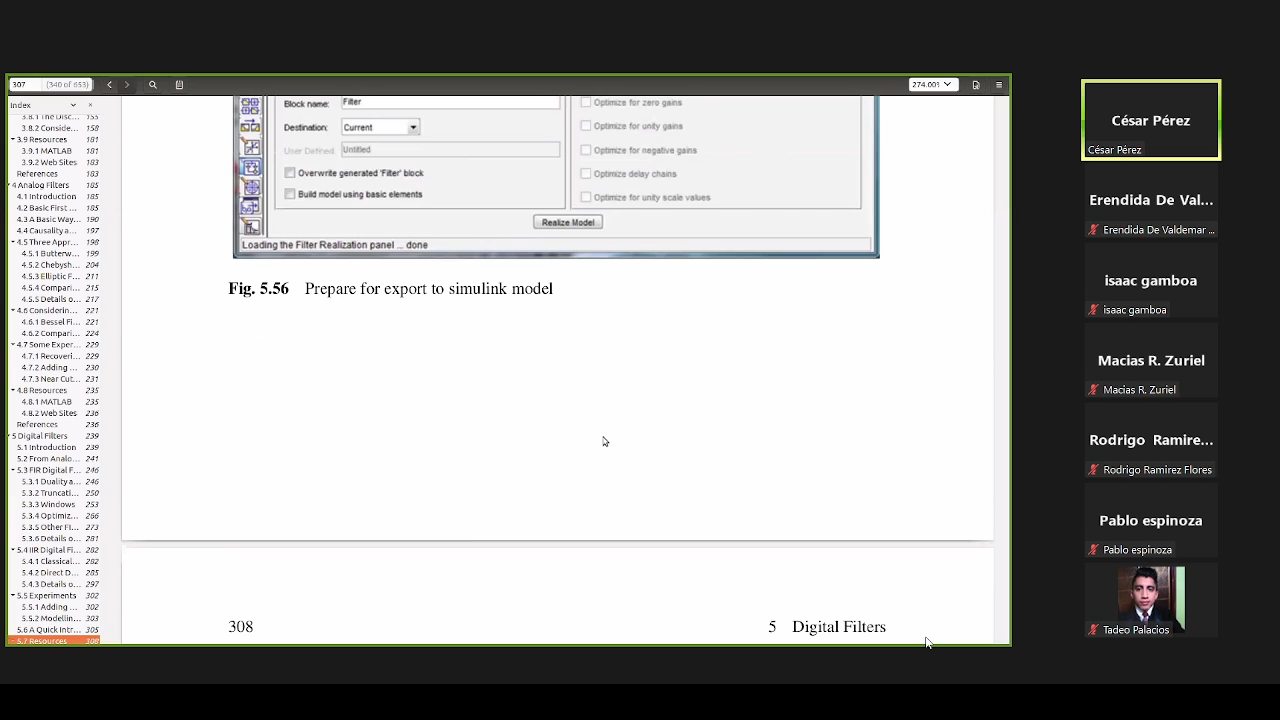 307 (340 of 653)
274.00%
Index
3.8.1 The Disc... 155
3.8.2 Conside... 158
3.9 Resources 181
3.9.1 MATLAB 181
3.9.2 Web Sites 183
References 183
4 Analog Filters 185
4.1 Introduction 185
4.2 Basic First ... 185
4.3 A Basic Way... 190
4.4 Causality a... 197
4.5 Three Appr... 198
4.5.1 Butterw... 199
4.5.2 Chebysh... 204
4.5.3 Elliptic F... 211
4.5.4 Compari... 215
4.5.5 Details o... 217
4.6 Considerin... 221
4.6.1 Bessel Fi... 221
4.6.2 Compari... 224
4.7 Some Exper... 229
4.7.1 Recoveri... 229
4.7.2 Adding ... 230
4.7.3 Near Cut... 231
4.8 Resources 235
4.8.1 MATLAB 235
4.8.2 Web Sites 236
References 236
5 Digital Filters 239
5.1 Introduction 239
5.2 From Analo... 241
5.3 FIR Digital F... 246
5.3.1 Duality a... 246
5.3.2 Truncati... 250
5.3.3 Windows 253
5.3.4 Optimiz... 266
5.3.5 Other FI... 273
5.3.6 Details o... 281
5.4 IIR Digital Fi... 282
5.4.1 Classical... 282
5.4.2 Direct D... 285
5.4.3 Details o... 297
5.5 Experiments 302
5.5.1 Adding ... 302
5.5.2 Modellin... 303
5.6 A Quick Intr... 305
5.7 Resources 308
Block name: Filter
Destination: Current
User Defined: Untitled
Overwrite generated 'Filter' block
Build model using basic elements
Optimize for zero gains
Optimize for unity gains
Optimize for negative gains
Optimize delay chains
Optimize for unity scale values
Realize Model
Loading the Filter Realization panel ... done
Fig. 5.56 Prepare for export to simulink model
308 5 Digital Filters
César Pérez
César Pérez
Erendida De Val...
Erendida De Valdemar ...
isaac gamboa
isaac gamboa
Macias R. Zuriel
Macias R. Zuriel
Rodrigo Ramire...
Rodrigo Ramirez Flores
Pablo espinoza
Pablo espinoza
Tadeo Palacios